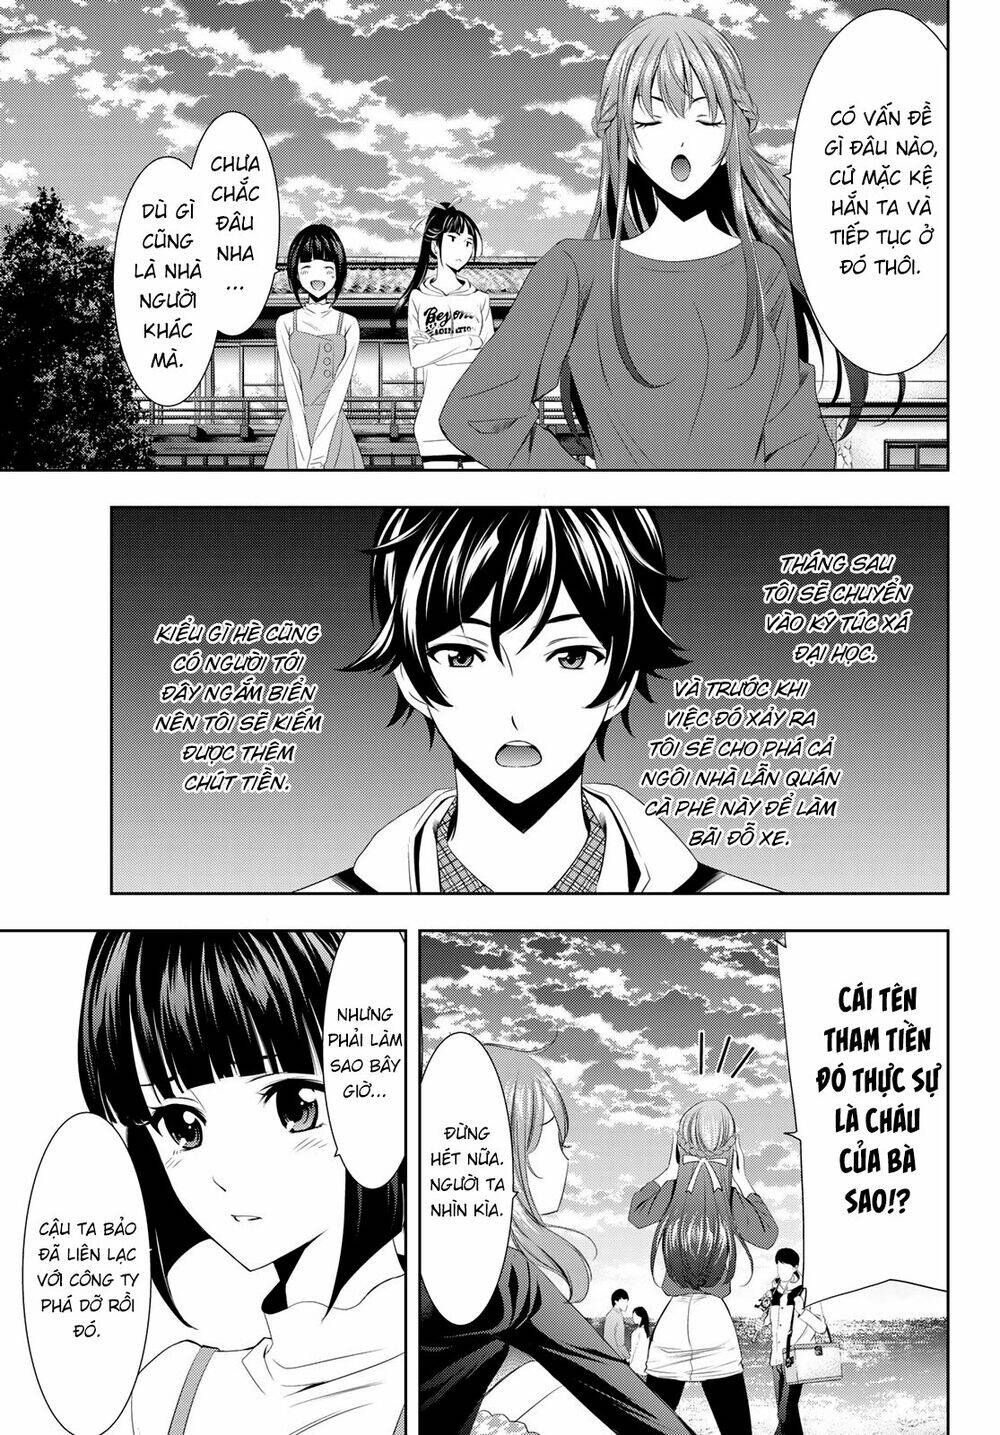 CÓ VẤN ĐỀ
GÌ ĐÂU NÀO,
CỨ MẶC KỆ
HẮN TA VÀ
TIẾP TỤC Ở
ĐÓ THÔI.
CHƯA
CHẮC
ĐÂU
NHA
...
DÙ GÌ
CŨNG
LÀ NHÀ
NGƯỜI
KHÁC
MÀ.
Beyond
THÁNG SAU
TÔI SẼ CHUYỂN
VÀO KÝ TÚC XÁ
ĐẠI HỌC.
VÀ TRƯỚC KHI
VIỆC ĐÓ XẢY RA
TÔI SẼ CHO PHÁ CẢ
NGÔI NHÀ LẪN QUÁN
CÀ PHÊ NÀY ĐỂ LÀM
BÃI ĐỖ XE.
KIỂU GÌ HÈ CŨNG
CÓ NGƯỜI TỚI
ĐÂY NGẮM BIỂN
NÊN TÔI SẼ KIẾM
ĐƯỢC THÊM
CHÚT TIỀN.
CÁI TÊN
THAM TIỀN
ĐÓ THỰC SỰ
LÀ CHÁU
CỦA BÀ
SAO!?
ĐỪNG
HÉT NỮA.
NGƯỜI TA
NHÌN KÌA.
NHƯNG
PHẢI LÀM
SAO BÂY
GIỜ...
CẬU TA BẢO
ĐÃ LIÊN LẠC
VỚI CÔNG TY
PHÁ DỠ RỒI
ĐÓ.